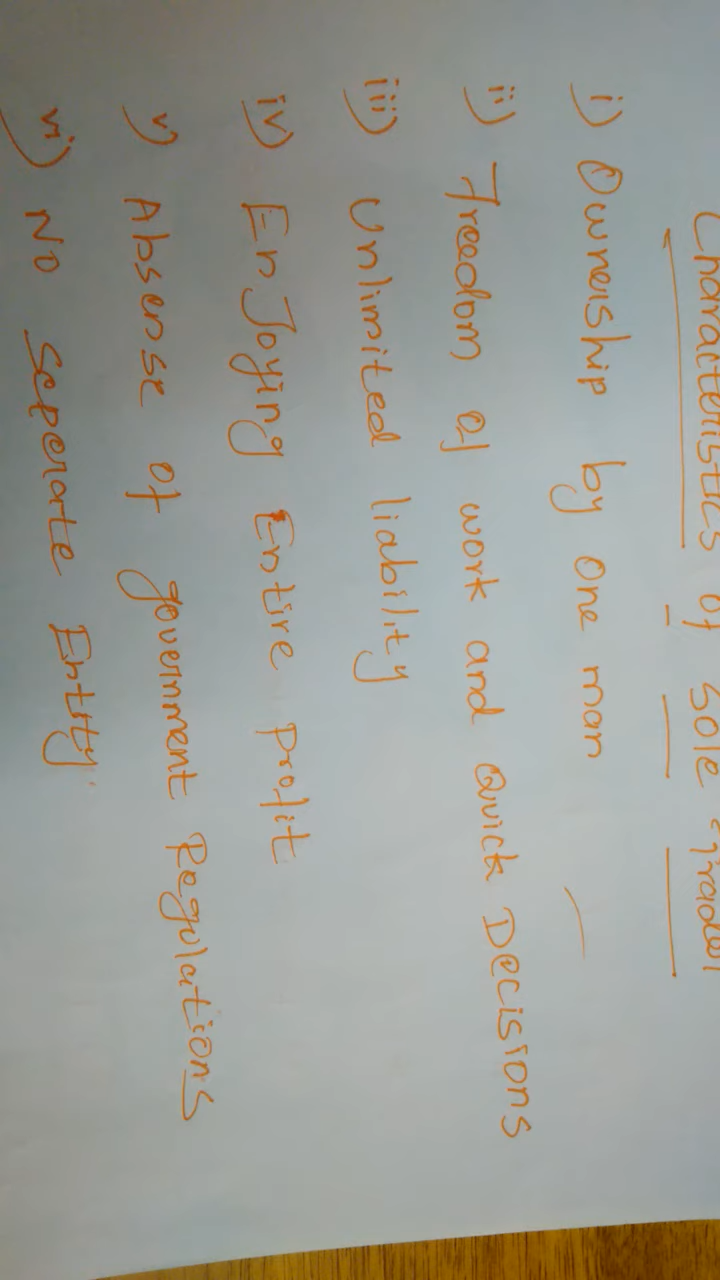 Characteristics of sole trader
i) Ownership by one man
ii) Freedom of work and Quick Decisions
iii) Unlimited liability
iv) EnJoying Entire profit
v) Absense of government Regulations
vi) No Seperate Entity.